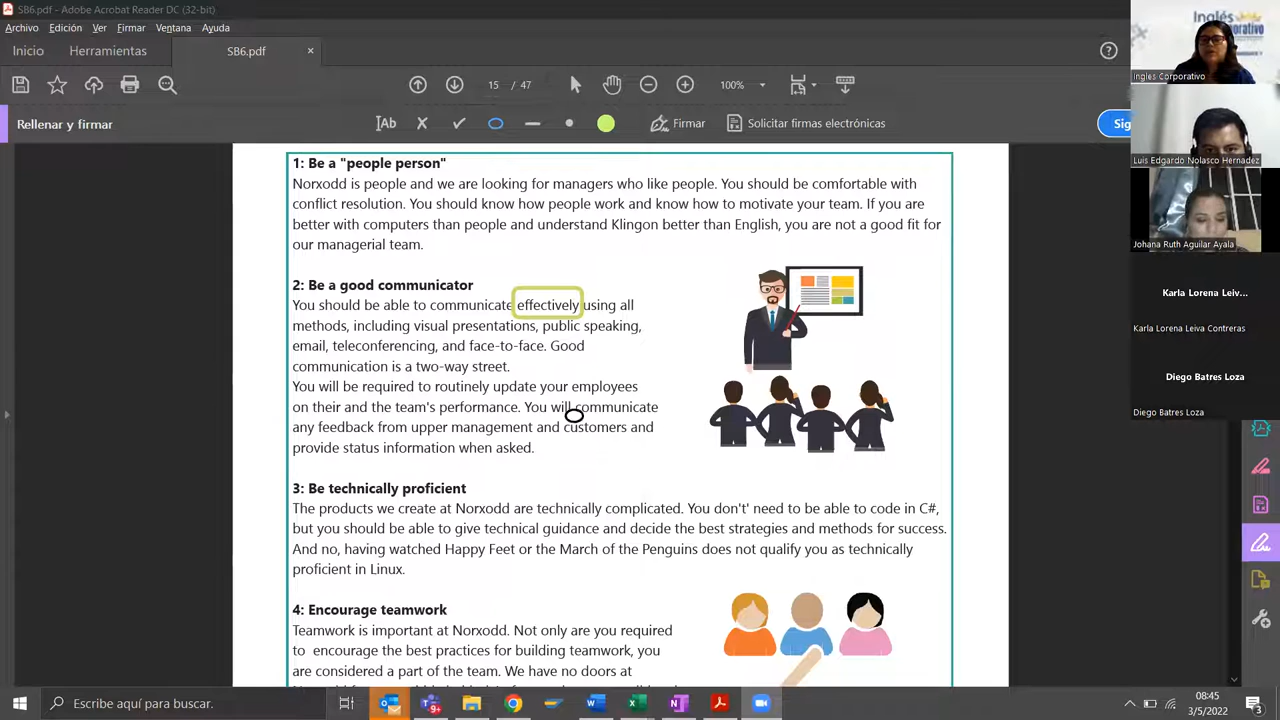 SB6.pdf - Adobe Acrobat Reader DC (32-bit)
Archivo Edición Ver Firmar Ventana Ayuda
Inicio Herramientas SB6.pdf ×
15 / 47 100%
Rellenar y firmar
Ab
Firmar
Solicitar firmas electrónicas
Sig
1: Be a "people person"
Norxodd is people and we are looking for managers who like people. You should be comfortable with
conflict resolution. You should know how people work and know how to motivate your team. If you are
better with computers than people and understand Klingon better than English, you are not a good fit for
our managerial team.
2: Be a good communicator
You should be able to communicate effectively using all
methods, including visual presentations, public speaking,
email, teleconferencing, and face-to-face. Good
communication is a two-way street.
You will be required to routinely update your employees
on their and the team's performance. You will communicate
any feedback from upper management and customers and
provide status information when asked.
3: Be technically proficient
The products we create at Norxodd are technically complicated. You don't' need to be able to code in C#,
but you should be able to give technical guidance and decide the best strategies and methods for success.
And no, having watched Happy Feet or the March of the Penguins does not qualify you as technically
proficient in Linux.
4: Encourage teamwork
Teamwork is important at Norxodd. Not only are you required
to encourage the best practices for building teamwork, you
are considered a part of the team. We have no doors at
Inglés
Ingles Corporativo
Luis Edgardo Nolasco Hernadez
Johana Ruth Aguilar Ayala
Karla Lorena Leiv...
Karla Lorena Leiva Contreras
Diego Batres Loza
Diego Batres Loza
Escribe aquí para buscar.
08:45
3/5/2022